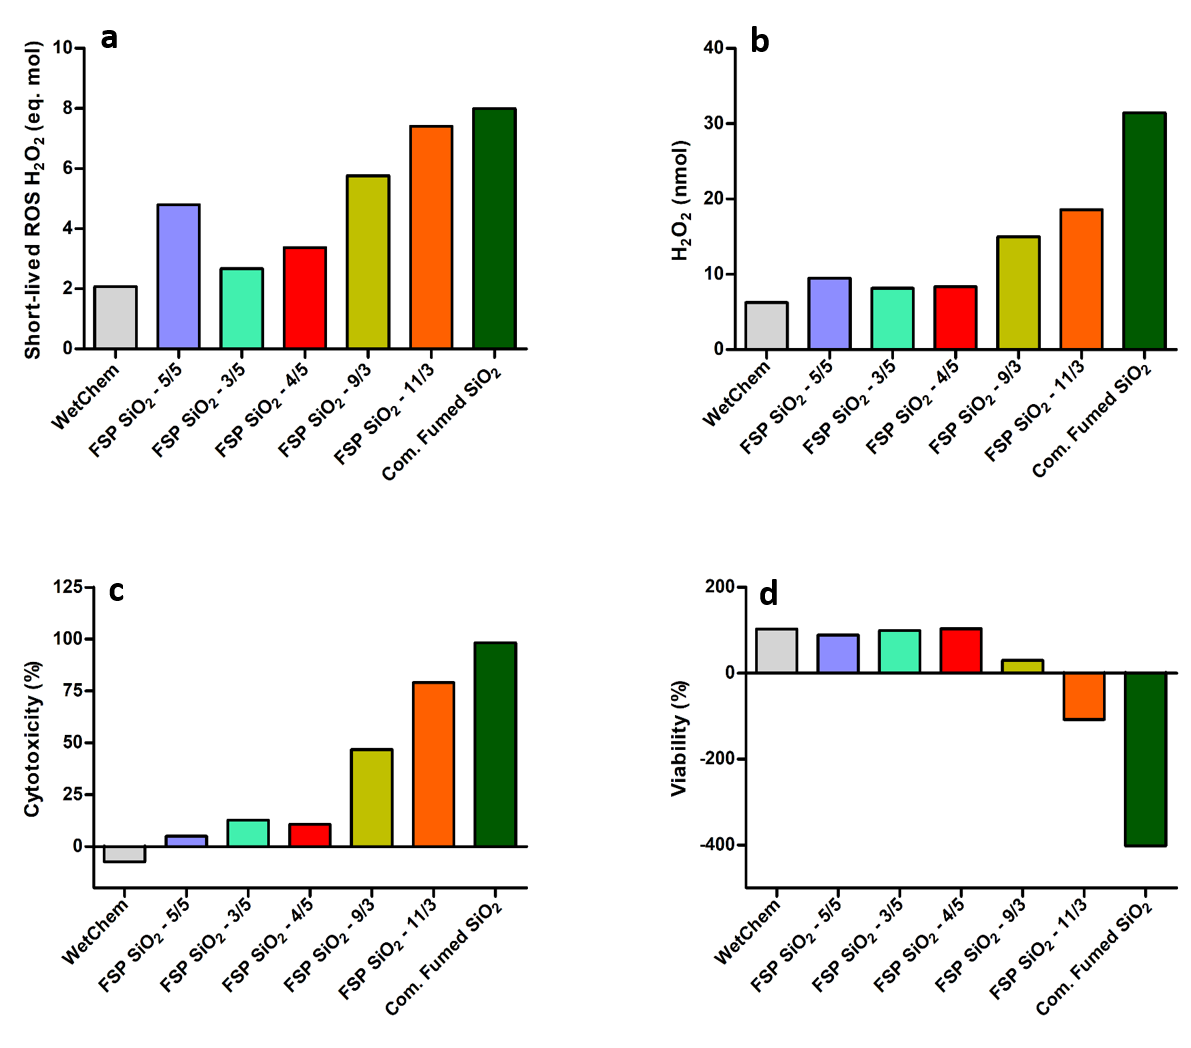 a
Short-lived ROS H₂O₂ (eq. mol)
10
8
6
4
2
0
WetChem
FSP SiO₂ - 5/5
FSP SiO₂ - 3/5
FSP SiO₂ - 4/5
FSP SiO₂ - 9/3
FSP SiO₂ - 11/3
Com. Fumed SiO₂
b
H₂O₂ (nmol)
40
30
20
10
0
WetChem
FSP SiO₂ - 5/5
FSP SiO₂ - 3/5
FSP SiO₂ - 4/5
FSP SiO₂ - 9/3
FSP SiO₂ - 11/3
Com. Fumed SiO₂
c
Cytotoxicity (%)
125
100
75
50
25
0
WetChem
FSP SiO₂ - 5/5
FSP SiO₂ - 3/5
FSP SiO₂ - 4/5
FSP SiO₂ - 9/3
FSP SiO₂ - 11/3
Com. Fumed SiO₂
d
Viability (%)
200
0
-200
-400
WetChem
FSP SiO₂ - 5/5
FSP SiO₂ - 3/5
FSP SiO₂ - 4/5
FSP SiO₂ - 9/3
FSP SiO₂ - 11/3
Com. Fumed SiO₂